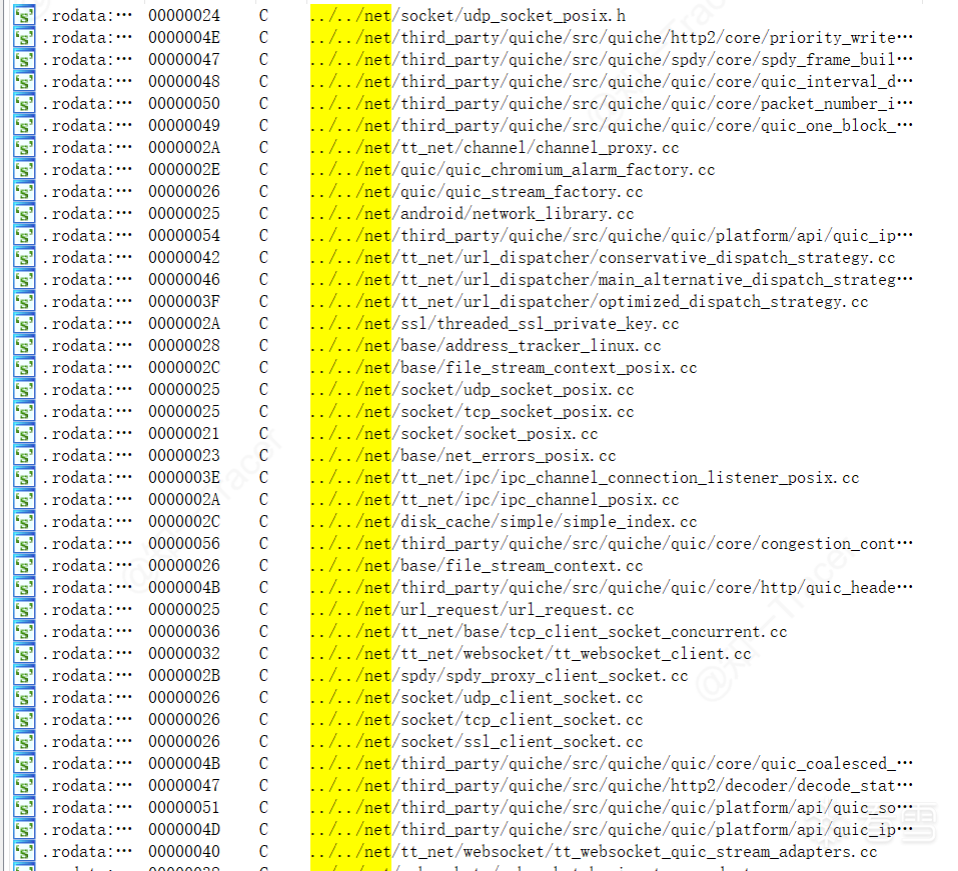 's' .rodata:… 00000024 C ../../net/socket/udp_socket_posix.h
's' .rodata:… 0000004E C ../../net/third_party/quiche/src/quiche/http2/core/priority_write…
's' .rodata:… 00000047 C ../../net/third_party/quiche/src/quiche/spdy/core/spdy_frame_buil…
's' .rodata:… 00000048 C ../../net/third_party/quiche/src/quiche/quic/core/quic_interval_d…
's' .rodata:… 00000050 C ../../net/third_party/quiche/src/quiche/quic/core/packet_number_i…
's' .rodata:… 00000049 C ../../net/third_party/quiche/src/quiche/quic/core/quic_one_block_…
's' .rodata:… 0000002A C ../../net/tt_net/channel/channel_proxy.cc
's' .rodata:… 0000002E C ../../net/quic/quic_chromium_alarm_factory.cc
's' .rodata:… 00000026 C ../../net/quic/quic_stream_factory.cc
's' .rodata:… 00000025 C ../../net/android/network_library.cc
's' .rodata:… 00000054 C ../../net/third_party/quiche/src/quiche/quic/platform/api/quic_ip…
's' .rodata:… 00000042 C ../../net/tt_net/url_dispatcher/conservative_dispatch_strategy.cc
's' .rodata:… 00000046 C ../../net/tt_net/url_dispatcher/main_alternative_dispatch_strateg…
's' .rodata:… 0000003F C ../../net/tt_net/url_dispatcher/optimized_dispatch_strategy.cc
's' .rodata:… 0000002A C ../../net/ssl/threaded_ssl_private_key.cc
's' .rodata:… 00000028 C ../../net/base/address_tracker_linux.cc
's' .rodata:… 0000002C C ../../net/base/file_stream_context_posix.cc
's' .rodata:… 00000025 C ../../net/socket/udp_socket_posix.cc
's' .rodata:… 00000025 C ../../net/socket/tcp_socket_posix.cc
's' .rodata:… 00000021 C ../../net/socket/socket_posix.cc
's' .rodata:… 00000023 C ../../net/base/net_errors_posix.cc
's' .rodata:… 0000003E C ../../net/tt_net/ipc/ipc_channel_connection_listener_posix.cc
's' .rodata:… 0000002A C ../../net/tt_net/ipc/ipc_channel_posix.cc
's' .rodata:… 0000002C C ../../net/disk_cache/simple/simple_index.cc
's' .rodata:… 00000056 C ../../net/third_party/quiche/src/quiche/quic/core/congestion_cont…
's' .rodata:… 00000026 C ../../net/base/file_stream_context.cc
's' .rodata:… 0000004B C ../../net/third_party/quiche/src/quiche/quic/core/http/quic_heade…
's' .rodata:… 00000025 C ../../net/url_request/url_request.cc
's' .rodata:… 00000036 C ../../net/tt_net/base/tcp_client_socket_concurrent.cc
's' .rodata:… 00000032 C ../../net/tt_net/websocket/tt_websocket_client.cc
's' .rodata:… 0000002B C ../../net/spdy/spdy_proxy_client_socket.cc
's' .rodata:… 00000026 C ../../net/socket/udp_client_socket.cc
's' .rodata:… 00000026 C ../../net/socket/tcp_client_socket.cc
's' .rodata:… 00000026 C ../../net/socket/ssl_client_socket.cc
's' .rodata:… 0000004B C ../../net/third_party/quiche/src/quiche/quic/core/quic_coalesced_…
's' .rodata:… 00000047 C ../../net/third_party/quiche/src/quiche/http2/decoder/decode_stat…
's' .rodata:… 00000051 C ../../net/third_party/quiche/src/quiche/quic/platform/api/quic_so…
's' .rodata:… 0000004D C ../../net/third_party/quiche/src/quiche/quic/platform/api/quic_ip…
's' .rodata:… 00000040 C ../../net/tt_net/websocket/tt_websocket_quic_stream_adapters.cc